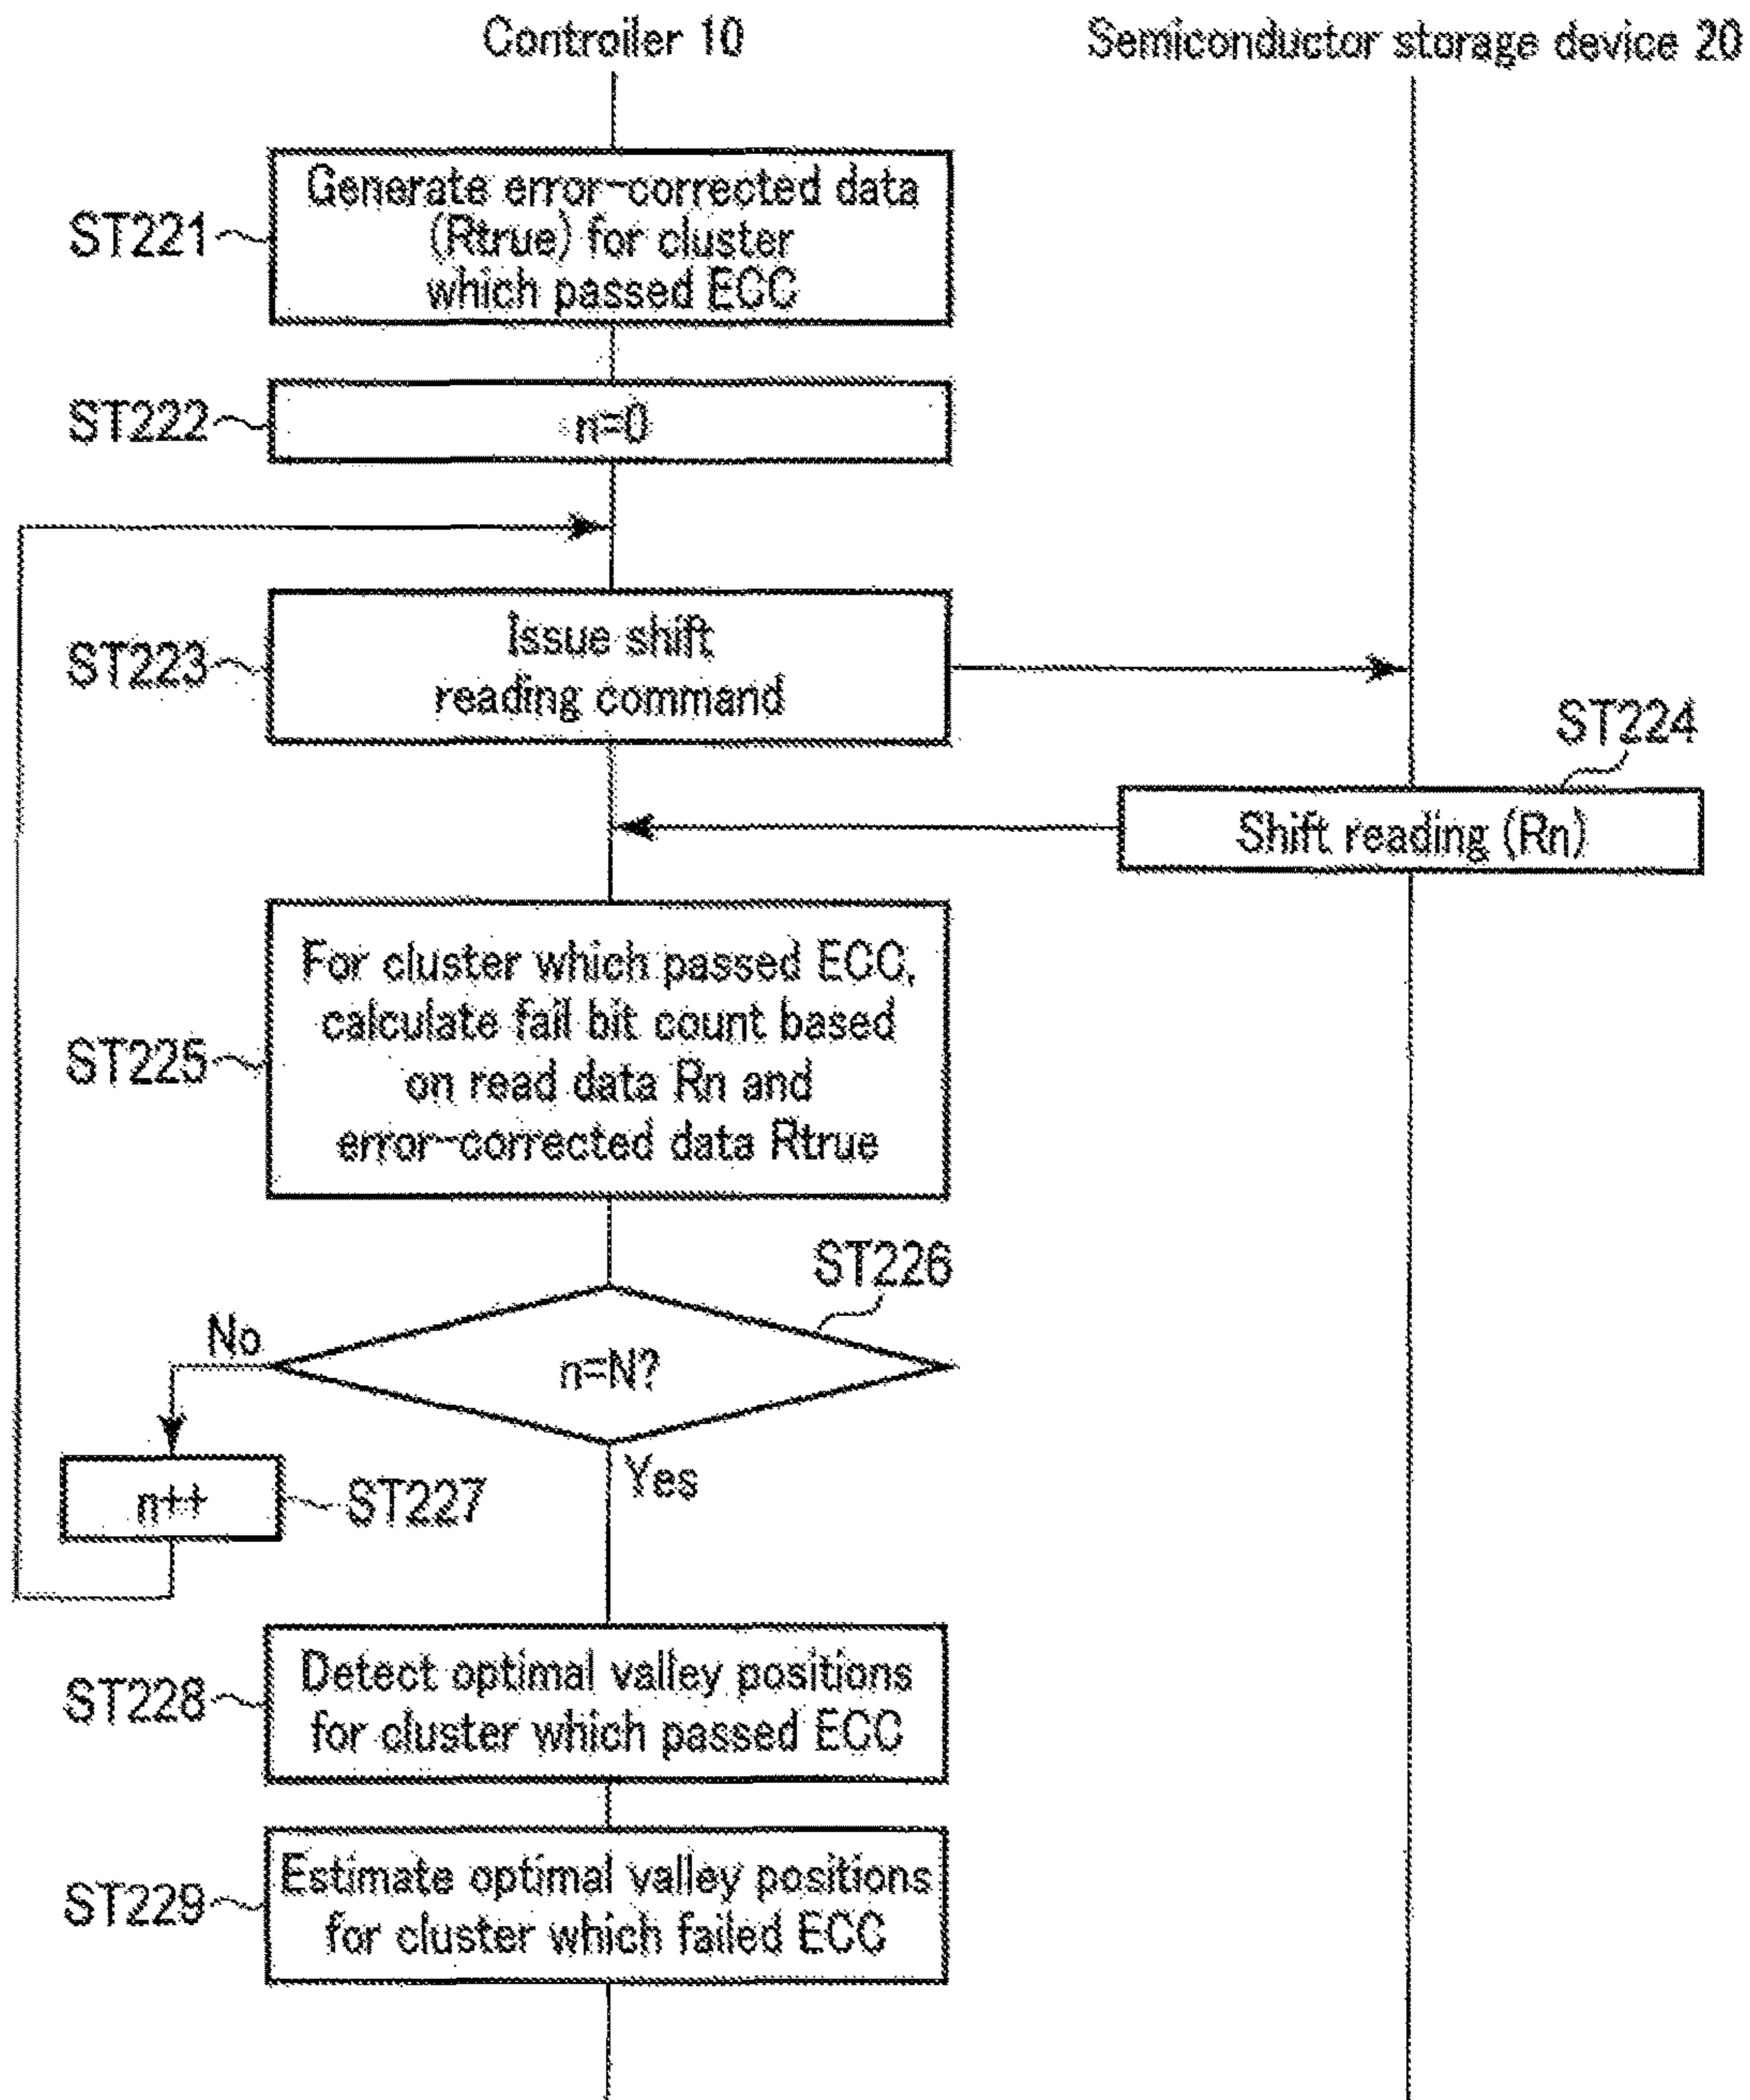 Controiler 10
Semiconductor storage device 20
ST221
Generate error-corrected data
(Rtrue) for cluster
which passed ECC
ST222
n=0
ST223
Issue shift
reading command
ST224
Shift reading (Rn)
ST225
For cluster which passed ECC,
calculate fail bit count based
on read data Rn and
error-corrected data Rtrue
ST226
No
n=N?
Yes
n++
ST227
ST228
Detect optimal valley positions
for cluster which passed ECC
ST229
Estimate optimal valley positions
for cluster which failed ECC